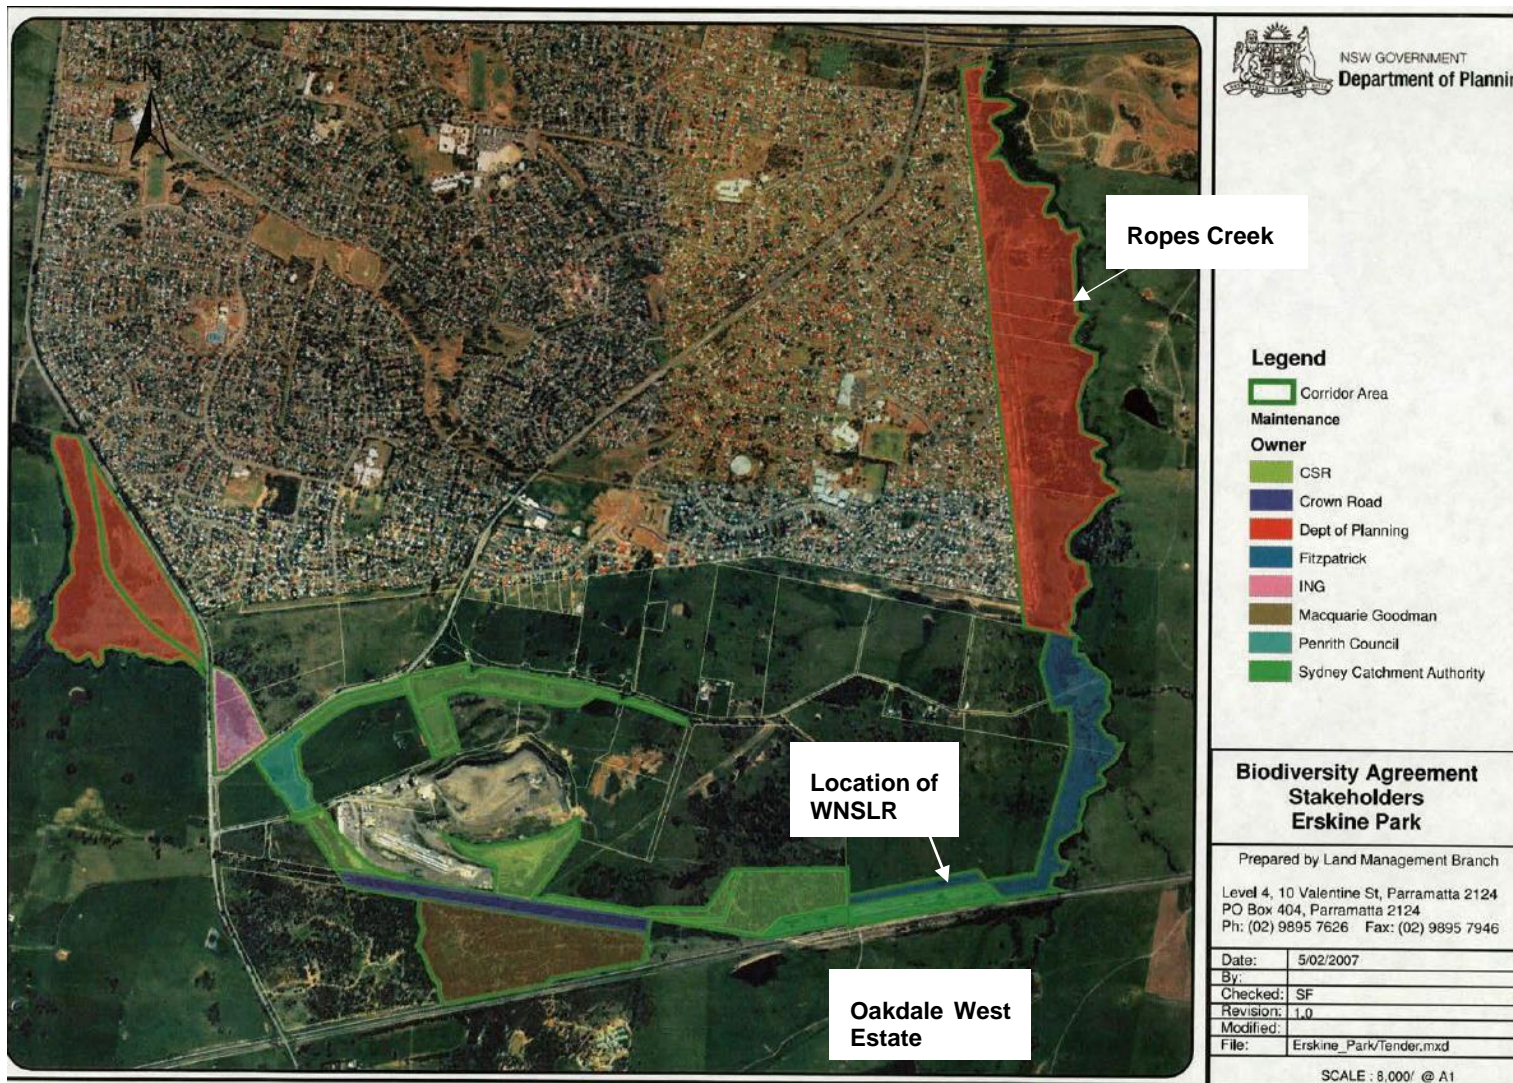 N
NSW GOVERNMENT
Department of Plannin
Ropes Creek
Legend
Corridor Area
Maintenance
Owner
CSR
Crown Road
Dept of Planning
Fitzpatrick
ING
Macquarie Goodman
Penrith Council
Sydney Catchment Authority
Location of
WNSLR
Oakdale West
Estate
Biodiversity Agreement
Stakeholders
Erskine Park
Prepared by Land Management Branch
Level 4, 10 Valentine St, Parramatta 2124
PO Box 404, Parramatta 2124
Ph: (02) 9895 7626 Fax: (02) 9895 7946
Date: 5/02/2007
By:
Checked: SF
Revision: 1.0
Modified:
File: Erskine_Park/Tender.mxd
SCALE : 8,000/ @ A1